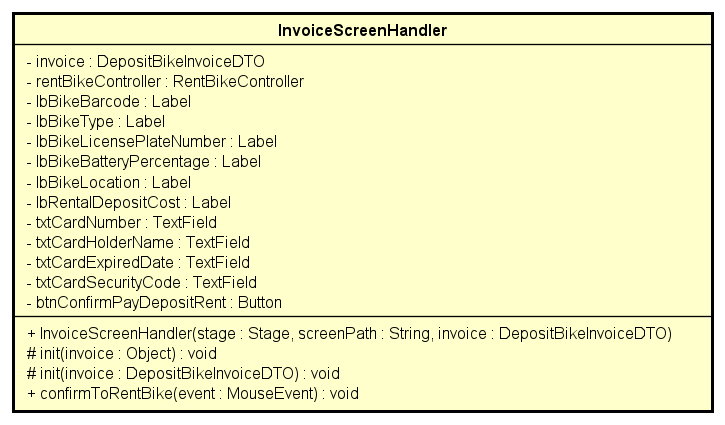 InvoiceScreenHandler
- invoice : DepositBikeInvoiceDTO
- rentBikeController : RentBikeController
- lbBikeBarcode : Label
- lbBikeType : Label
- lbBikeLicensePlateNumber : Label
- lbBikeBatteryPercentage : Label
- lbBikeLocation : Label
- lbRentalDepositCost : Label
- txtCardNumber : TextField
- txtCardHolderName : TextField
- txtCardExpiredDate : TextField
- txtCardSecurityCode : TextField
- btnConfirmPayDepositRent : Button
+ InvoiceScreenHandler(stage : Stage, screenPath : String, invoice : DepositBikeInvoiceDTO)
# init(invoice : Object) : void
# init(invoice : DepositBikeInvoiceDTO) : void
+ confirmToRentBike(event : MouseEvent) : void